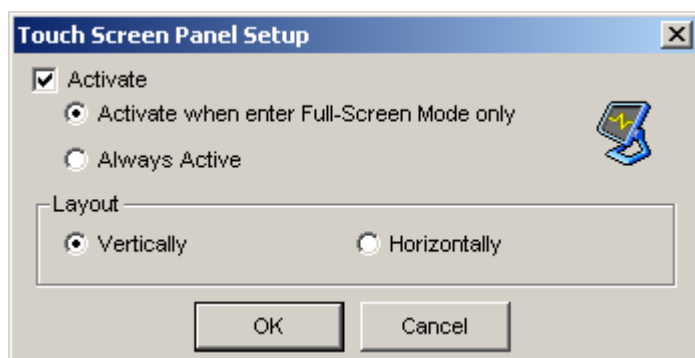 Touch Screen Panel Setup
Activate
Activate when enter Full-Screen Mode only
Always Active
Layout
Vertically Horizontally
OK Cancel